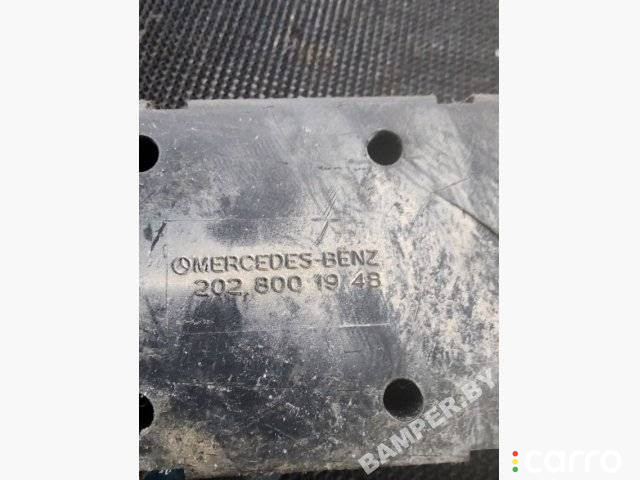 MERCEDES-BENZ
202 800 19 48
BAMPER.BY
carro